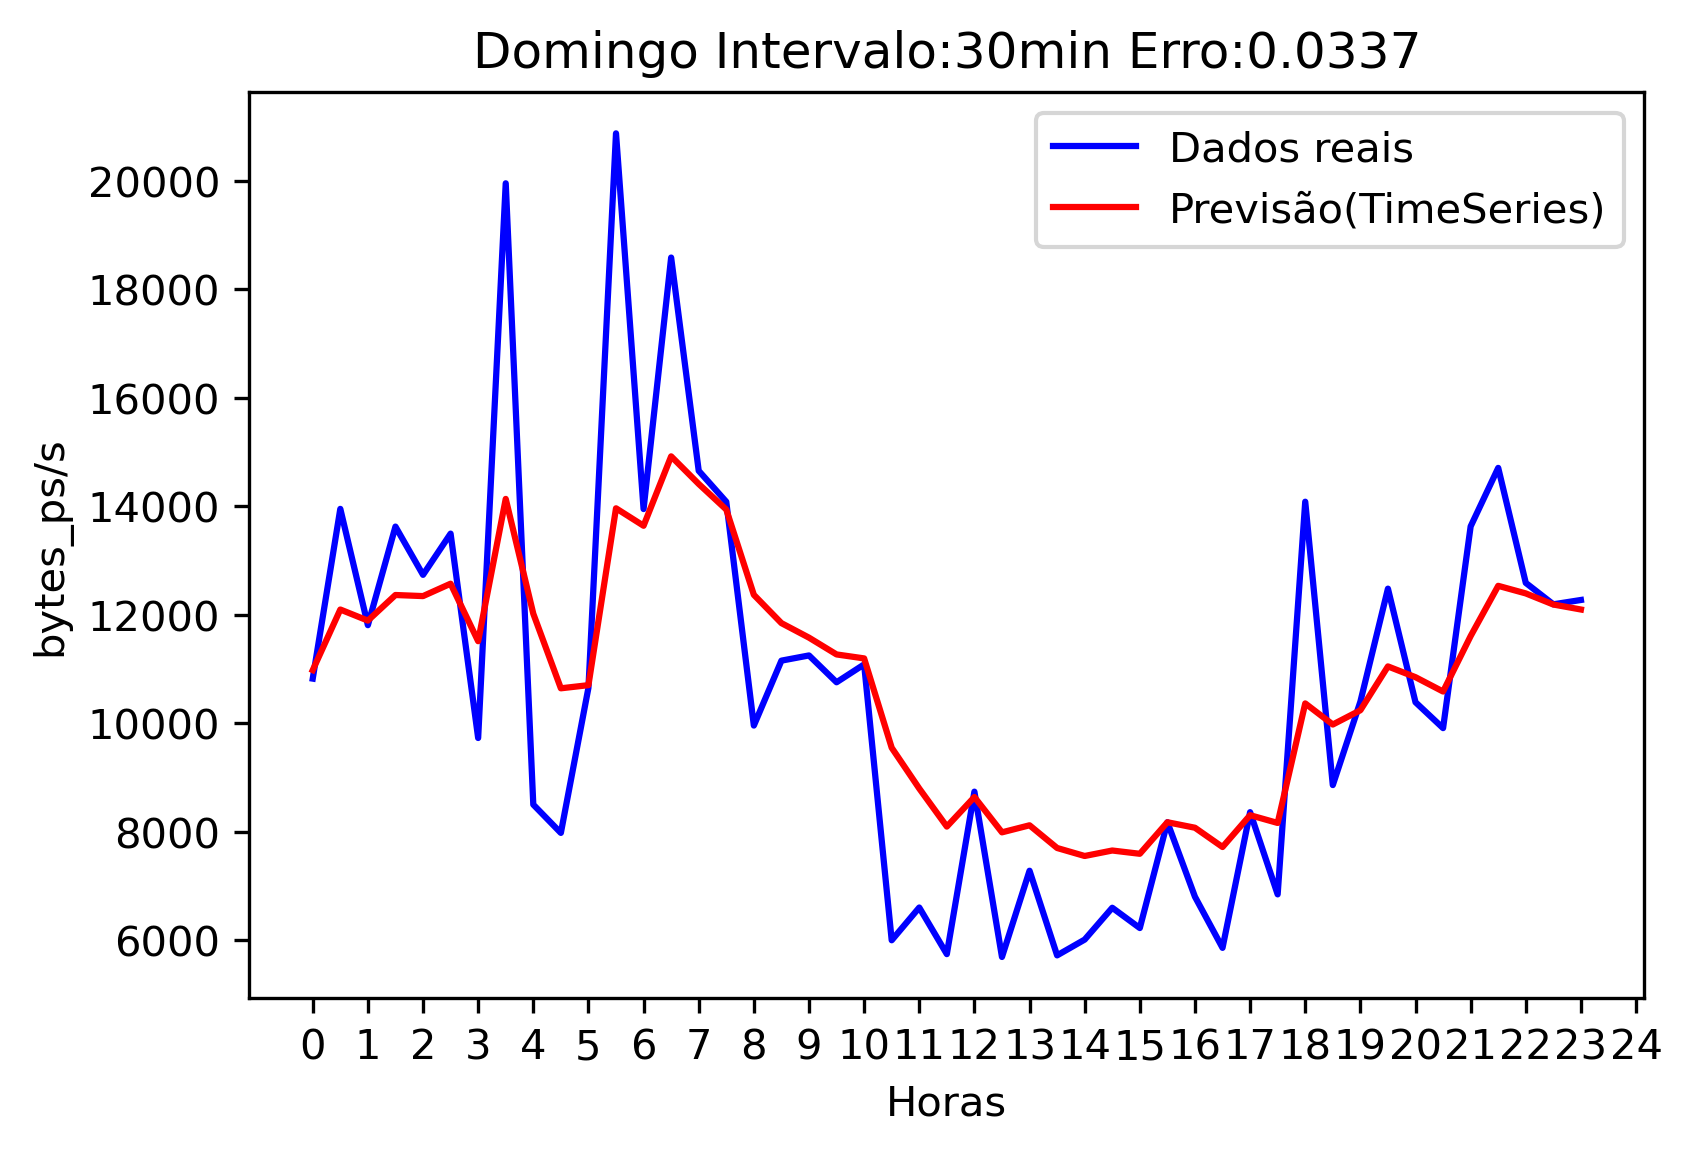 Domingo Intervalo:30min Erro:0.0337
Dados reais
Previsão(TimeSeries)
20000
18000
16000
14000
12000
10000
8000
6000
bytes_ps/s
0 1 2 3 4 5 6 7 8 9 10 11 12 13 14 15 16 17 18 19 20 21 22 23 24
Horas